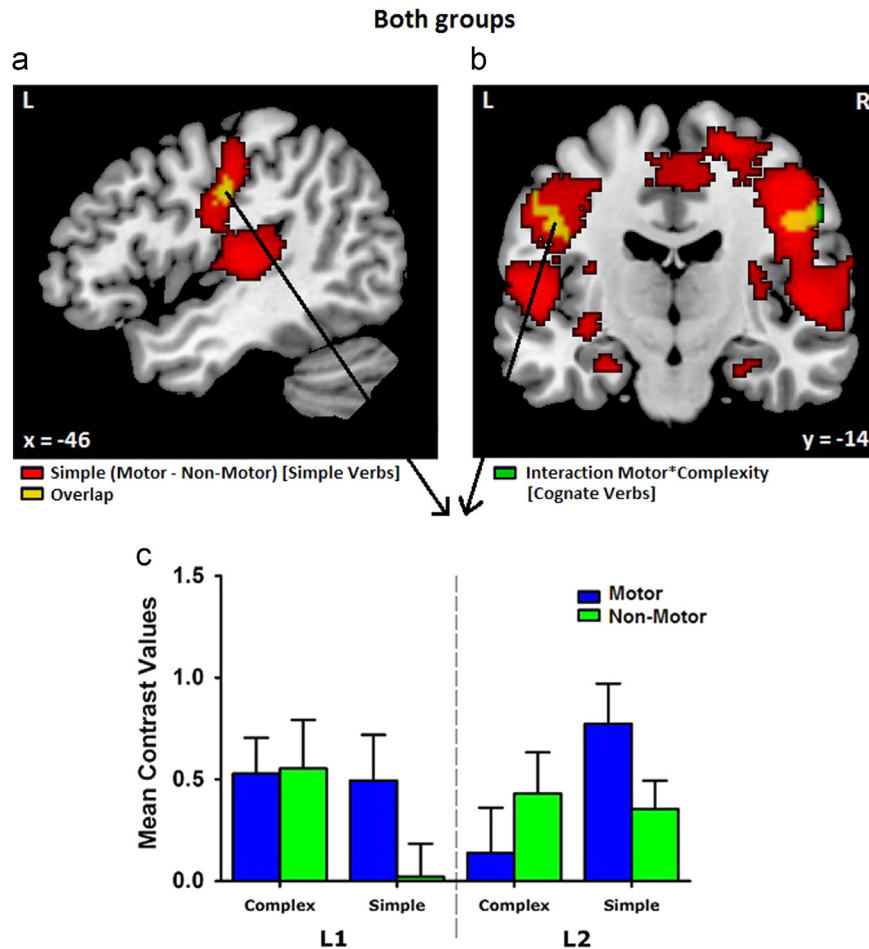 Both groups
a
b
L
L
R
x = -46
y = -14
Simple (Motor - Non-Motor) [Simple Verbs]
Overlap
Interaction Motor*Complexity
[Cognate Verbs]
c
Mean Contrast Values
1.5
1.0
0.5
0.0
Motor
Non-Motor
Complex
Simple
Complex
Simple
L1
L2